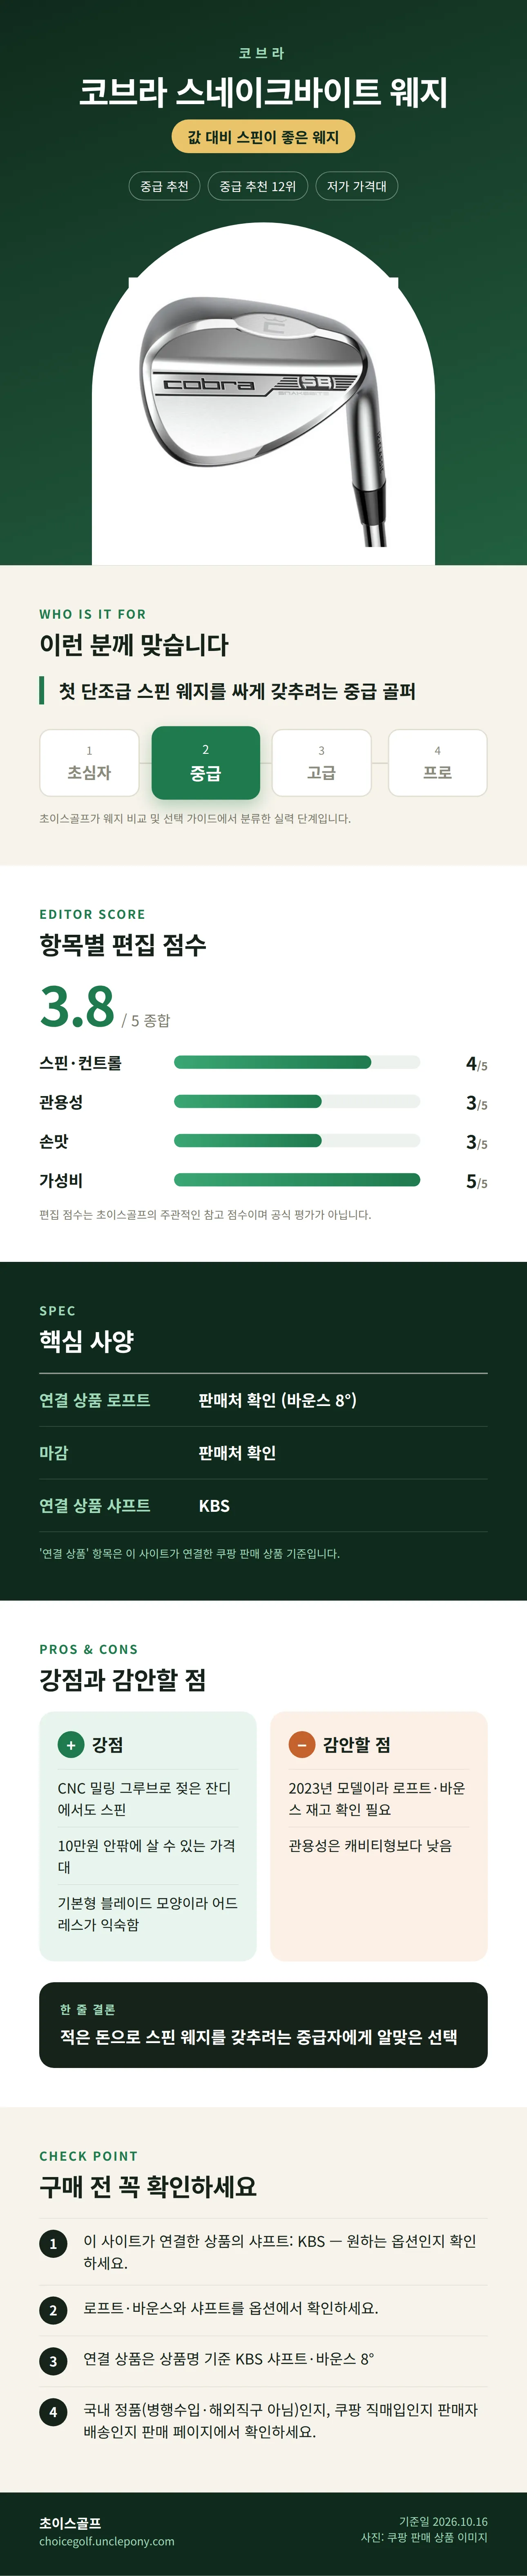 코브라
코브라 스네이크바이트 웨지
값 대비 스핀이 좋은 웨지
중급 추천
중급 추천 12위
저가 가격대
cobra
SB
SNAKEBITE
WHO IS IT FOR
이런 분께 맞습니다
첫 단조급 스핀 웨지를 싸게 갖추려는 중급 골퍼
1
초심자
2
중급
3
고급
4
프로
초이스골프가 웨지 비교 및 선택 가이드에서 분류한 실력 단계입니다.
EDITOR SCORE
항목별 편집 점수
3.8 / 5 종합
스핀·컨트롤 4/5
관용성 3/5
손맛 3/5
가성비 5/5
편집 점수는 초이스골프의 주관적인 참고 점수이며 공식 평가가 아닙니다.
SPEC
핵심 사양
연결 상품 로프트 판매처 확인 (바운스 8°)
마감 판매처 확인
연결 상품 샤프트 KBS
'연결 상품' 항목은 이 사이트가 연결한 쿠팡 판매 상품 기준입니다.
PROS & CONS
강점과 감안할 점
+ 강점
CNC 밀링 그루브로 젖은 잔디
에서도 스핀
10만원 안팎에 살 수 있는 가격
대
기본형 블레이드 모양이라 어드
레스가 익숙함
− 감안할 점
2023년 모델이라 로프트·바운
스 재고 확인 필요
관용성은 캐비티형보다 낮음
한 줄 결론
적은 돈으로 스핀 웨지를 갖추려는 중급자에게 알맞은 선택
CHECK POINT
구매 전 꼭 확인하세요
1 이 사이트가 연결한 상품의 샤프트: KBS — 원하는 옵션인지 확인
하세요.
2 로프트·바운스와 샤프트를 옵션에서 확인하세요.
3 연결 상품은 상품명 기준 KBS 샤프트·바운스 8°
4 국내 정품(병행수입·해외직구 아님)인지, 쿠팡 직매입인지 판매자
배송인지 판매 페이지에서 확인하세요.
초이스골프
choicegolf.unclepony.com
기준일 2026.10.16
사진: 쿠팡 판매 상품 이미지